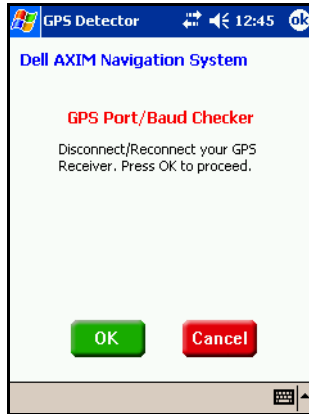 GPS Detector 12:45 ok
Dell AXIM Navigation System
GPS Port/Baud Checker
Disconnect/Reconnect your GPS
Receiver. Press OK to proceed.
OK Cancel